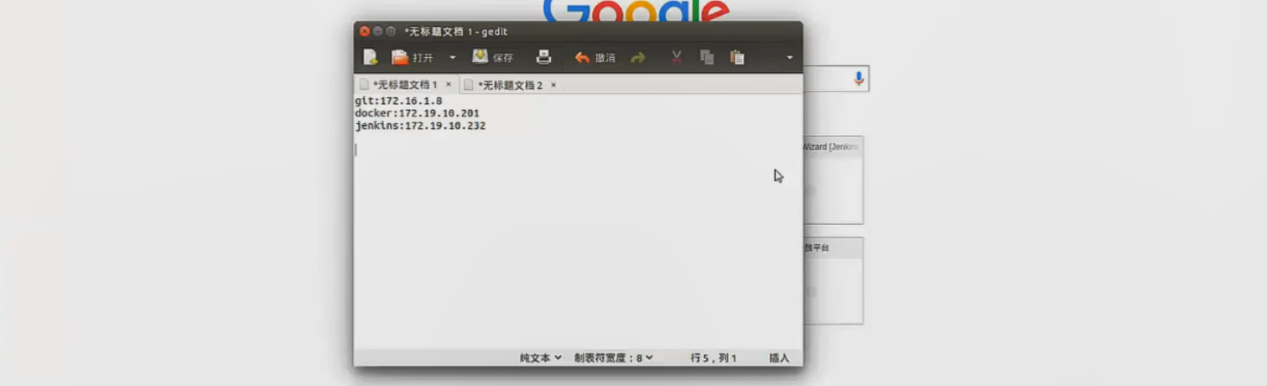 Google
*无标题文档 1 - gedit
打开 保存 撤消
*无标题文档 1 × *无标题文档 2 ×
git:172.16.1.8
docker:172.19.10.201
jenkins:172.19.10.232
Wizard [Jenkins
放平台
纯文本 制表符宽度：8 行 5，列 1 插入